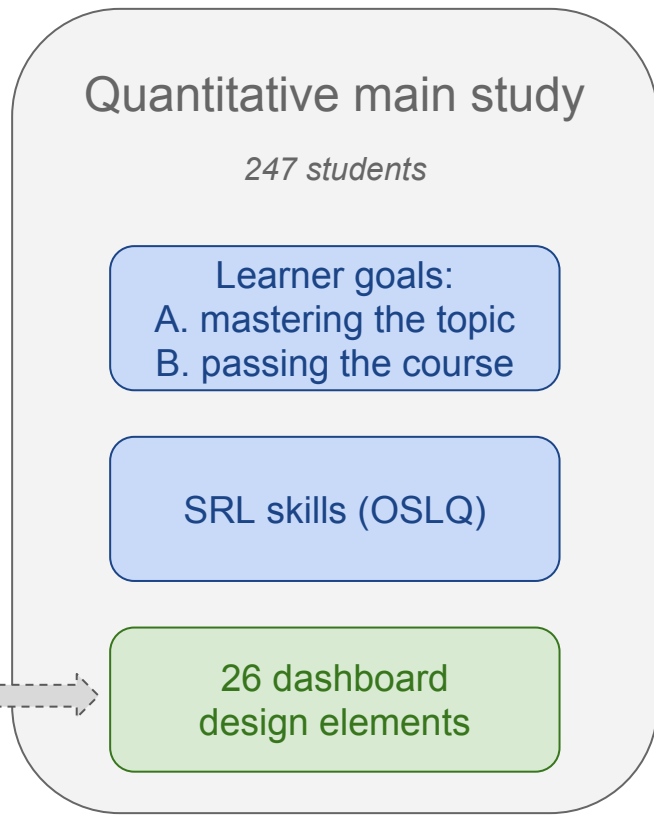 Quantitative main study
247 students
Learner goals:
A. mastering the topic
B. passing the course
SRL skills (OSLQ)
26 dashboard
design elements